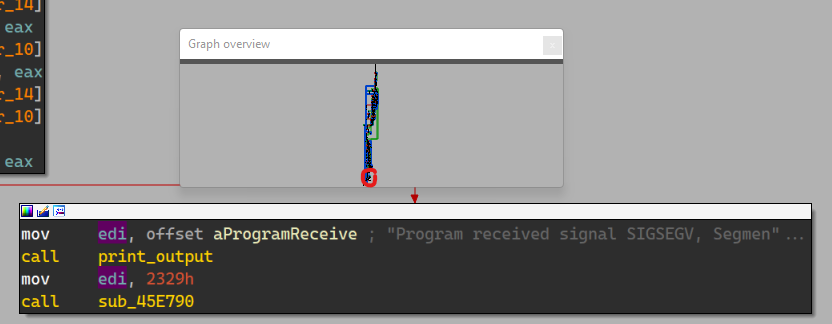 r_14]
eax
r_10]
, eax
r_14]
r_10]
eax
Graph overview
x
mov edi, offset aProgramReceive ; "Program received signal SIGSEGV, Segmen"...
call print_output
mov edi, 2329h
call sub_45E790